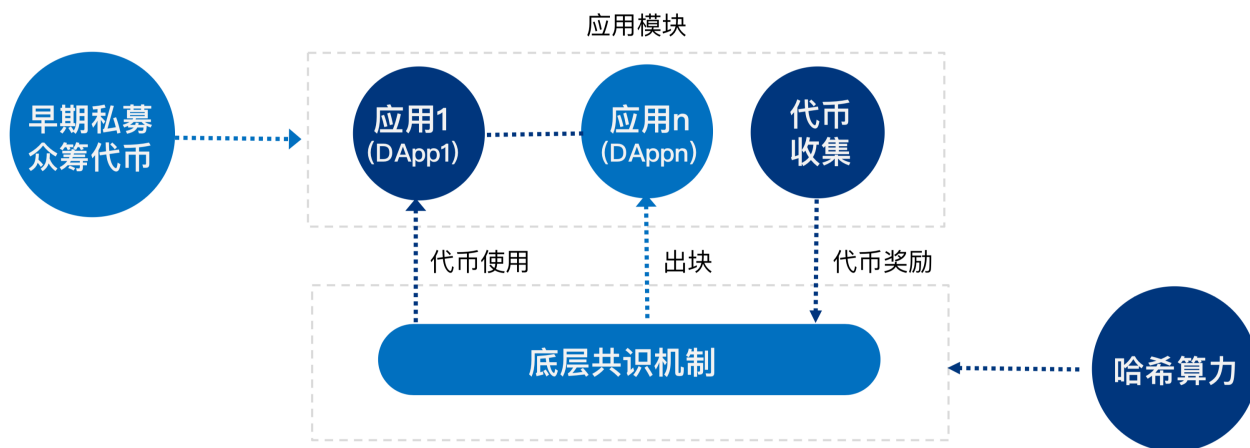 应用模块
早期私募
众筹代币
应用1
(DApp1)
应用n
(DAppn)
代币
收集
代币使用
出块
代币奖励
底层共识机制
哈希算力